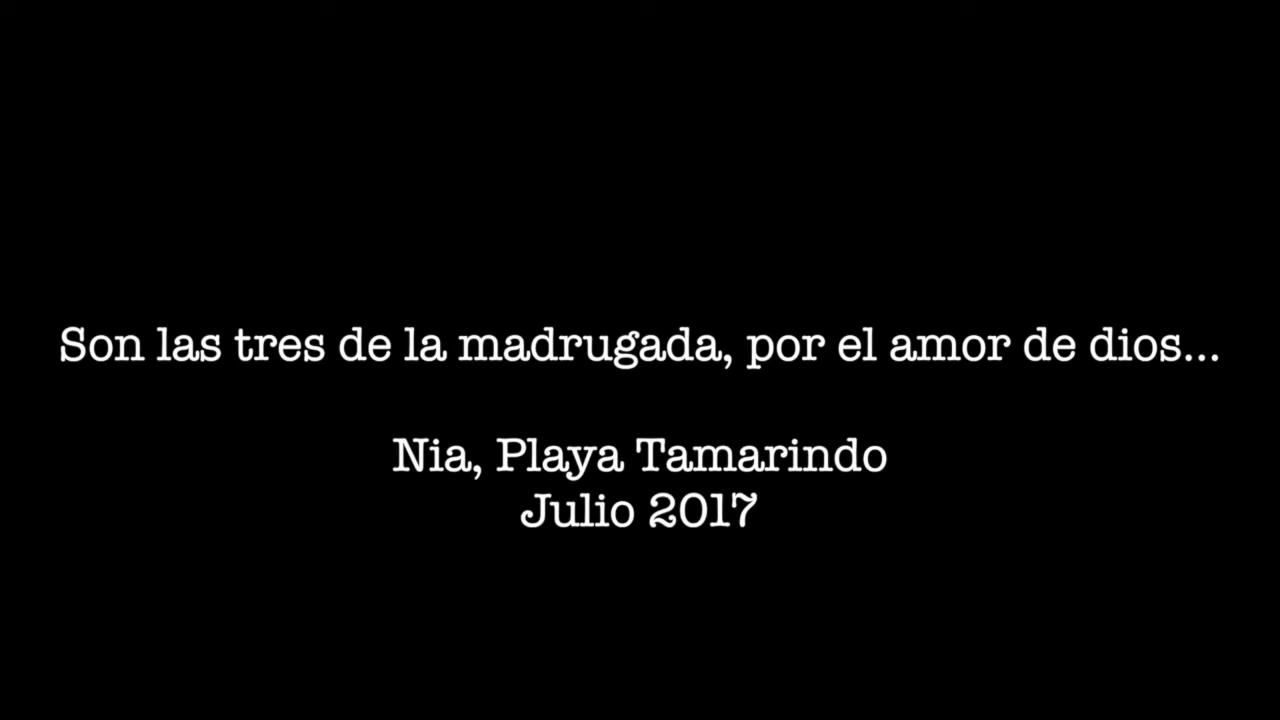 Son las tres de la madrugada, por el amor de dios...
Nia, Playa Tamarindo
Julio 2017